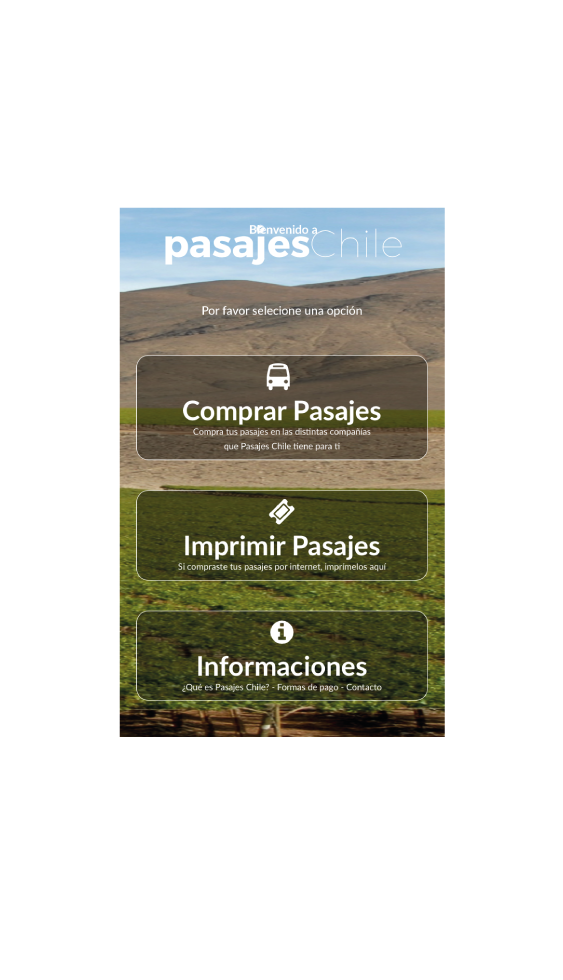 Bienvenido a
pasajesChile
Por favor selecione una opción
Comprar Pasajes
Compra tus pasajes en las distintas compañías
que Pasajes Chile tiene para ti
Imprimir Pasajes
Si compraste tus pasajes por internet, imprímelos aquí
Informaciones
¿Qué es Pasajes Chile? - Formas de pago - Contacto